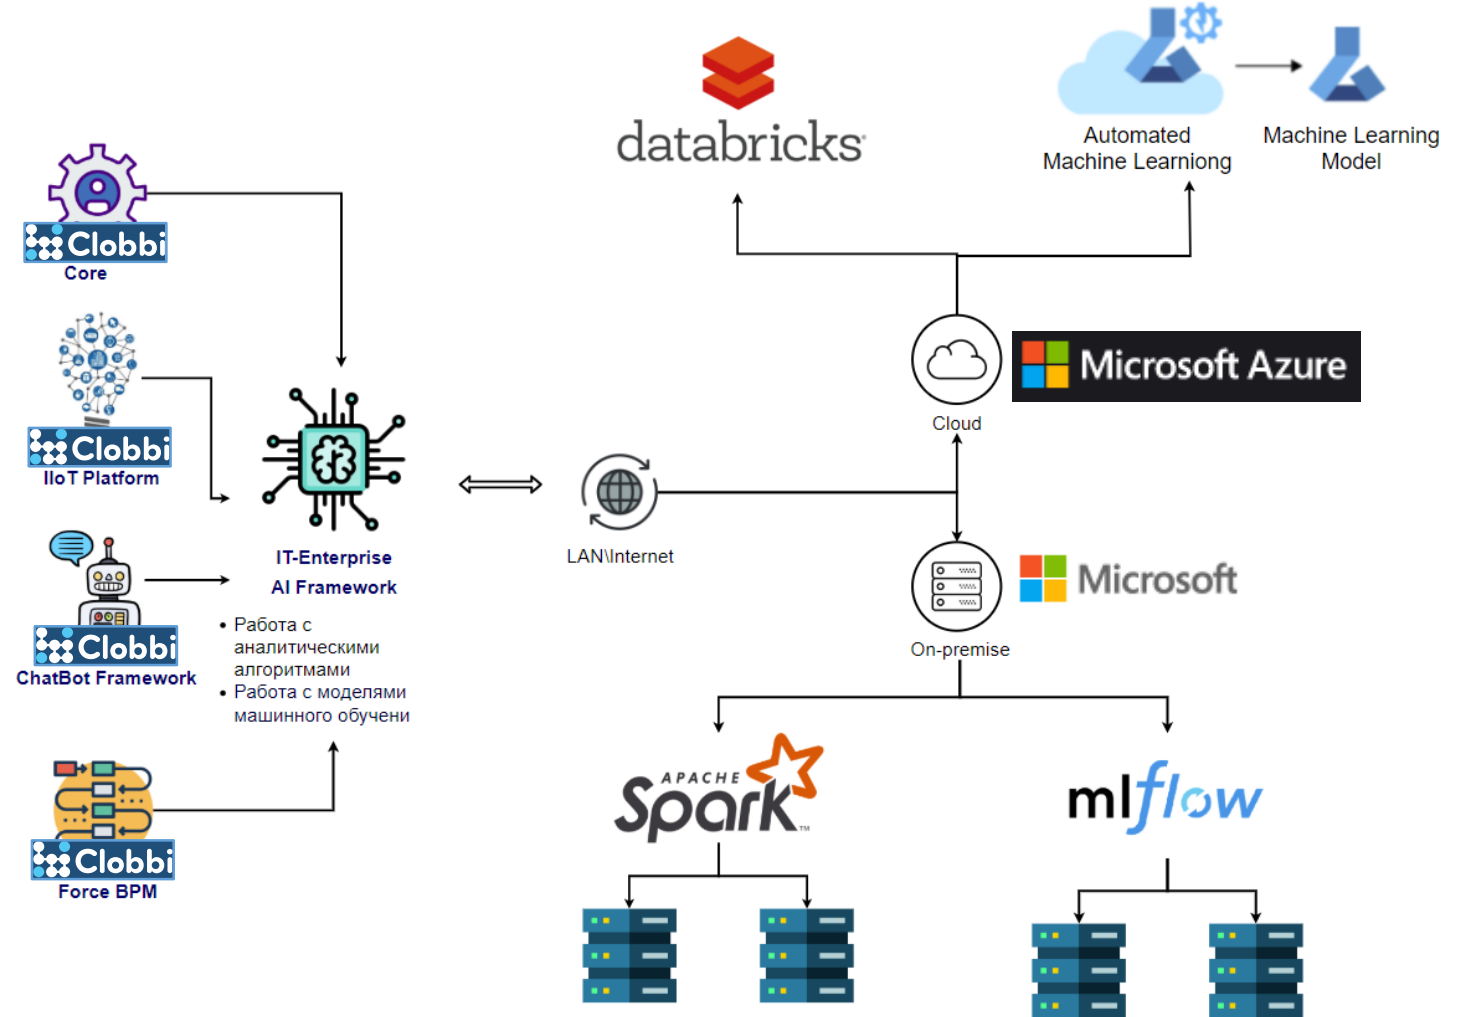 Clobbi
Core
Clobbi
IIoT Platform
Clobbi
ChatBot Framework
Clobbi
Force BPM
IT-Enterprise
AI Framework
• Работа с
аналитическими
алгоритмами
• Работа с моделями
машинного обучени
LAN\Internet
databricks
Automated
Machine Learniong
Machine Learning
Model
Microsoft Azure
Cloud
Microsoft
On-premise
APACHE
Spark™
mlflow